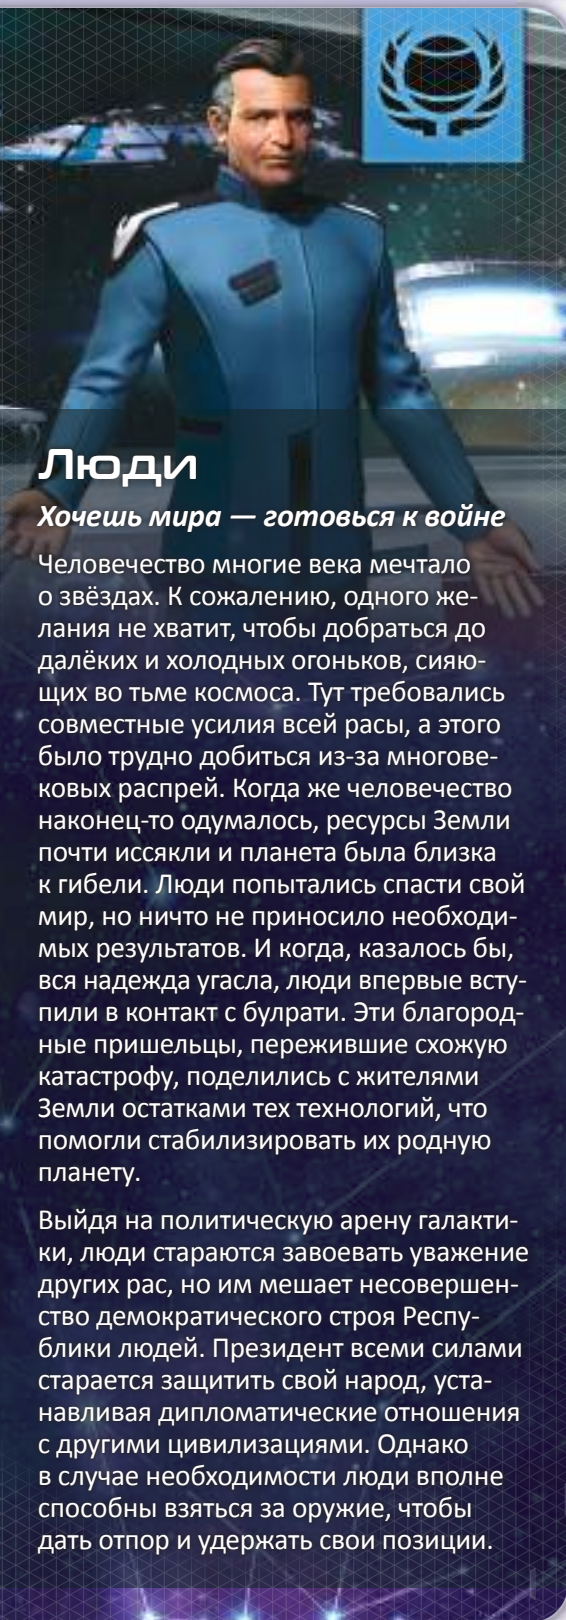 Люди
Хочешь мира — готовься к войне
Человечество многие века мечтало
о звёздах. К сожалению, одного же-
лания не хватит, чтобы добраться до
далёких и холодных огоньков, сияю-
щих во тьме космоса. Тут требовались
совместные усилия всей расы, а этого
было трудно добиться из-за многове-
ковых распрей. Когда же человечество
наконец-то одумалось, ресурсы Земли
почти иссякли и планета была близка
к гибели. Люди попытались спасти свой
мир, но ничто не приносило необходи-
мых результатов. И когда, казалось бы,
вся надежда угасла, люди впервые всту-
пили в контакт с булрати. Эти благород-
ные пришельцы, пережившие схожую
катастрофу, поделились с жителями
Земли остатками тех технологий, что
помогли стабилизировать их родную
планету.
Выйдя на политическую арену галакти-
ки, люди стараются завоевать уважение
других рас, но им мешает несовершен-
ство демократического строя Респу-
блики людей. Президент всеми силами
старается защитить свой народ, уста-
навливая дипломатические отношения
с другими цивилизациями. Однако
в случае необходимости люди вполне
способны взяться за оружие, чтобы
дать отпор и удержать свои позиции.